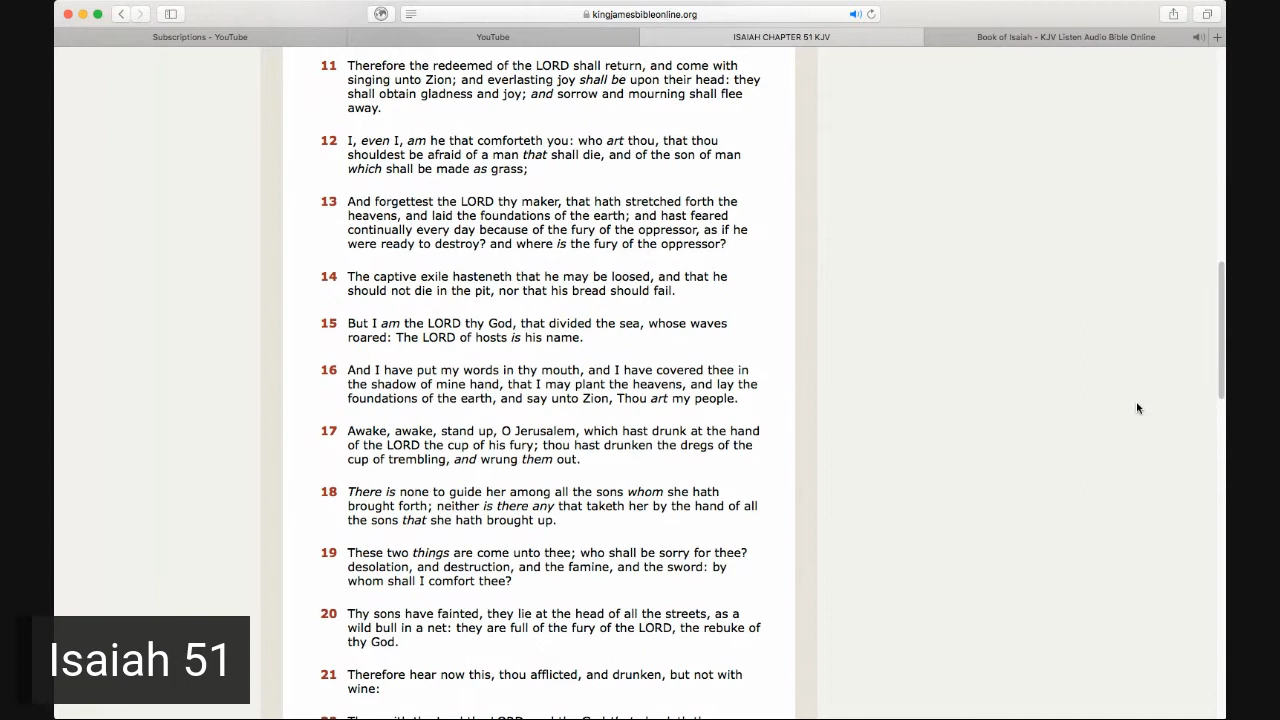 kingjamesbibleonline.org
Subscriptions - YouTube
YouTube
ISAIAH CHAPTER 51 KJV
Book of Isaiah - KJV Listen Audio Bible Online
11 Therefore the redeemed of the LORD shall return, and come with
singing unto Zion; and everlasting joy shall be upon their head: they
shall obtain gladness and joy; and sorrow and mourning shall flee
away.
12 I, even I, am he that comforteth you: who art thou, that thou
shouldest be afraid of a man that shall die, and of the son of man
which shall be made as grass;
13 And forgettest the LORD thy maker, that hath stretched forth the
heavens, and laid the foundations of the earth; and hast feared
continually every day because of the fury of the oppressor, as if he
were ready to destroy? and where is the fury of the oppressor?
14 The captive exile hasteneth that he may be loosed, and that he
should not die in the pit, nor that his bread should fail.
15 But I am the LORD thy God, that divided the sea, whose waves
roared: The LORD of hosts is his name.
16 And I have put my words in thy mouth, and I have covered thee in
the shadow of mine hand, that I may plant the heavens, and lay the
foundations of the earth, and say unto Zion, Thou art my people.
17 Awake, awake, stand up, O Jerusalem, which hast drunk at the hand
of the LORD the cup of his fury; thou hast drunken the dregs of the
cup of trembling, and wrung them out.
18 There is none to guide her among all the sons whom she hath
brought forth; neither is there any that taketh her by the hand of all
the sons that she hath brought up.
19 These two things are come unto thee; who shall be sorry for thee?
desolation, and destruction, and the famine, and the sword: by
whom shall I comfort thee?
20 Thy sons have fainted, they lie at the head of all the streets, as a
wild bull in a net: they are full of the fury of the LORD, the rebuke of
thy God.
21 Therefore hear now this, thou afflicted, and drunken, but not with
wine:
Isaiah 51